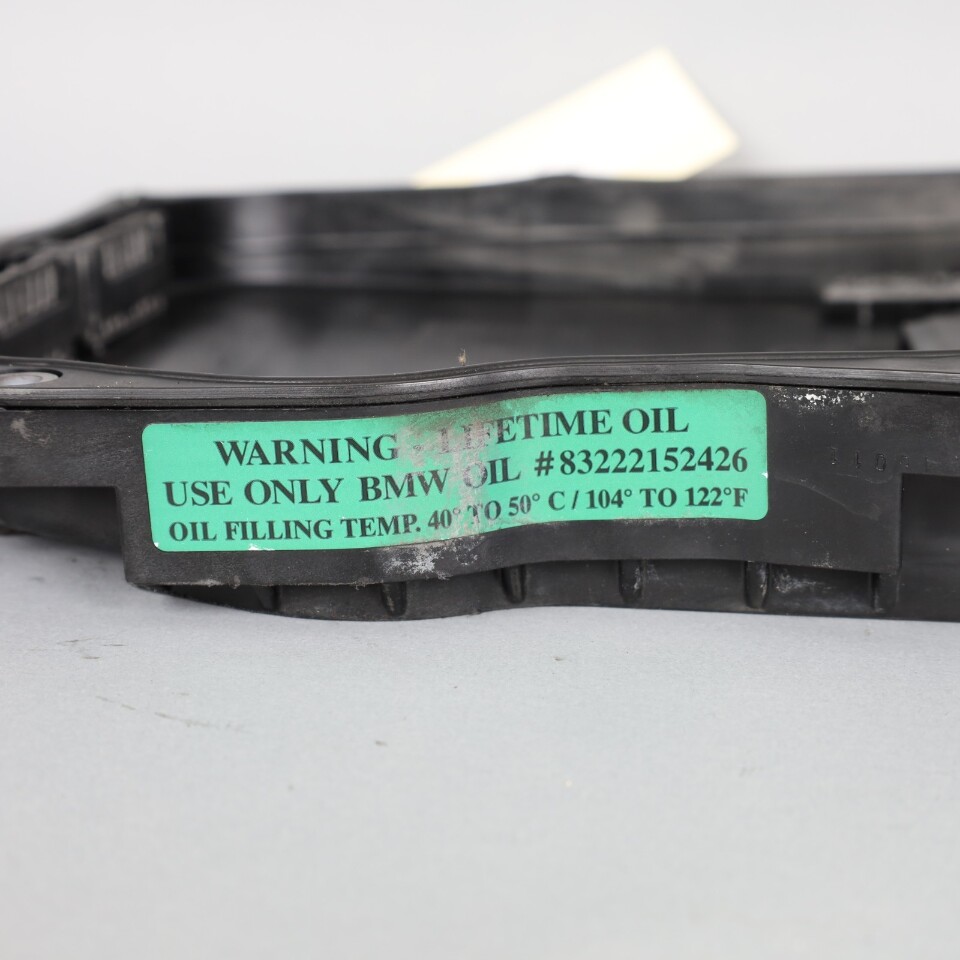 WARNING - LIFETIME OIL
USE ONLY BMW OIL #83222152426
OIL FILLING TEMP. 40° TO 50° C / 104° TO 122°F